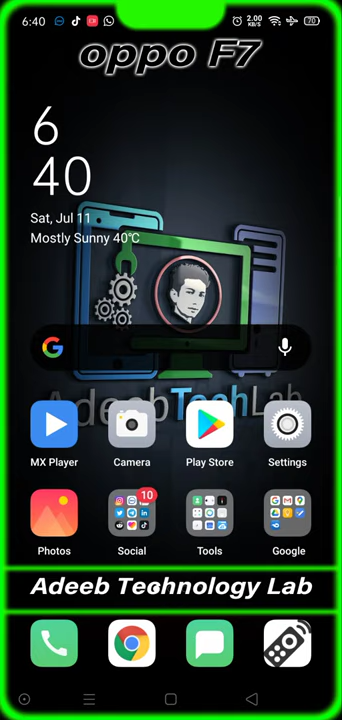 6:40
2.00
KB/S
70
oppo F7
6
40
Sat, Jul 11
Mostly Sunny 40°C
AdeebTechLab
MX Player
Camera
Play Store
Settings
10
Photos
Social
Tools
Google
Adeeb Technology Lab